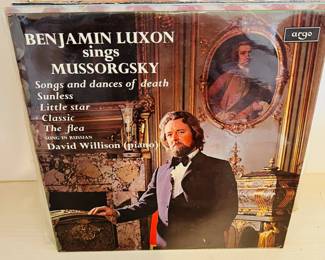 BENJAMIN LUXON
sings
MUSSORGSKY
argo
Songs and dances of death
Sunless
Little star
Classic
The flea
SUNG IN RUSSIAN
David Willison (piano)